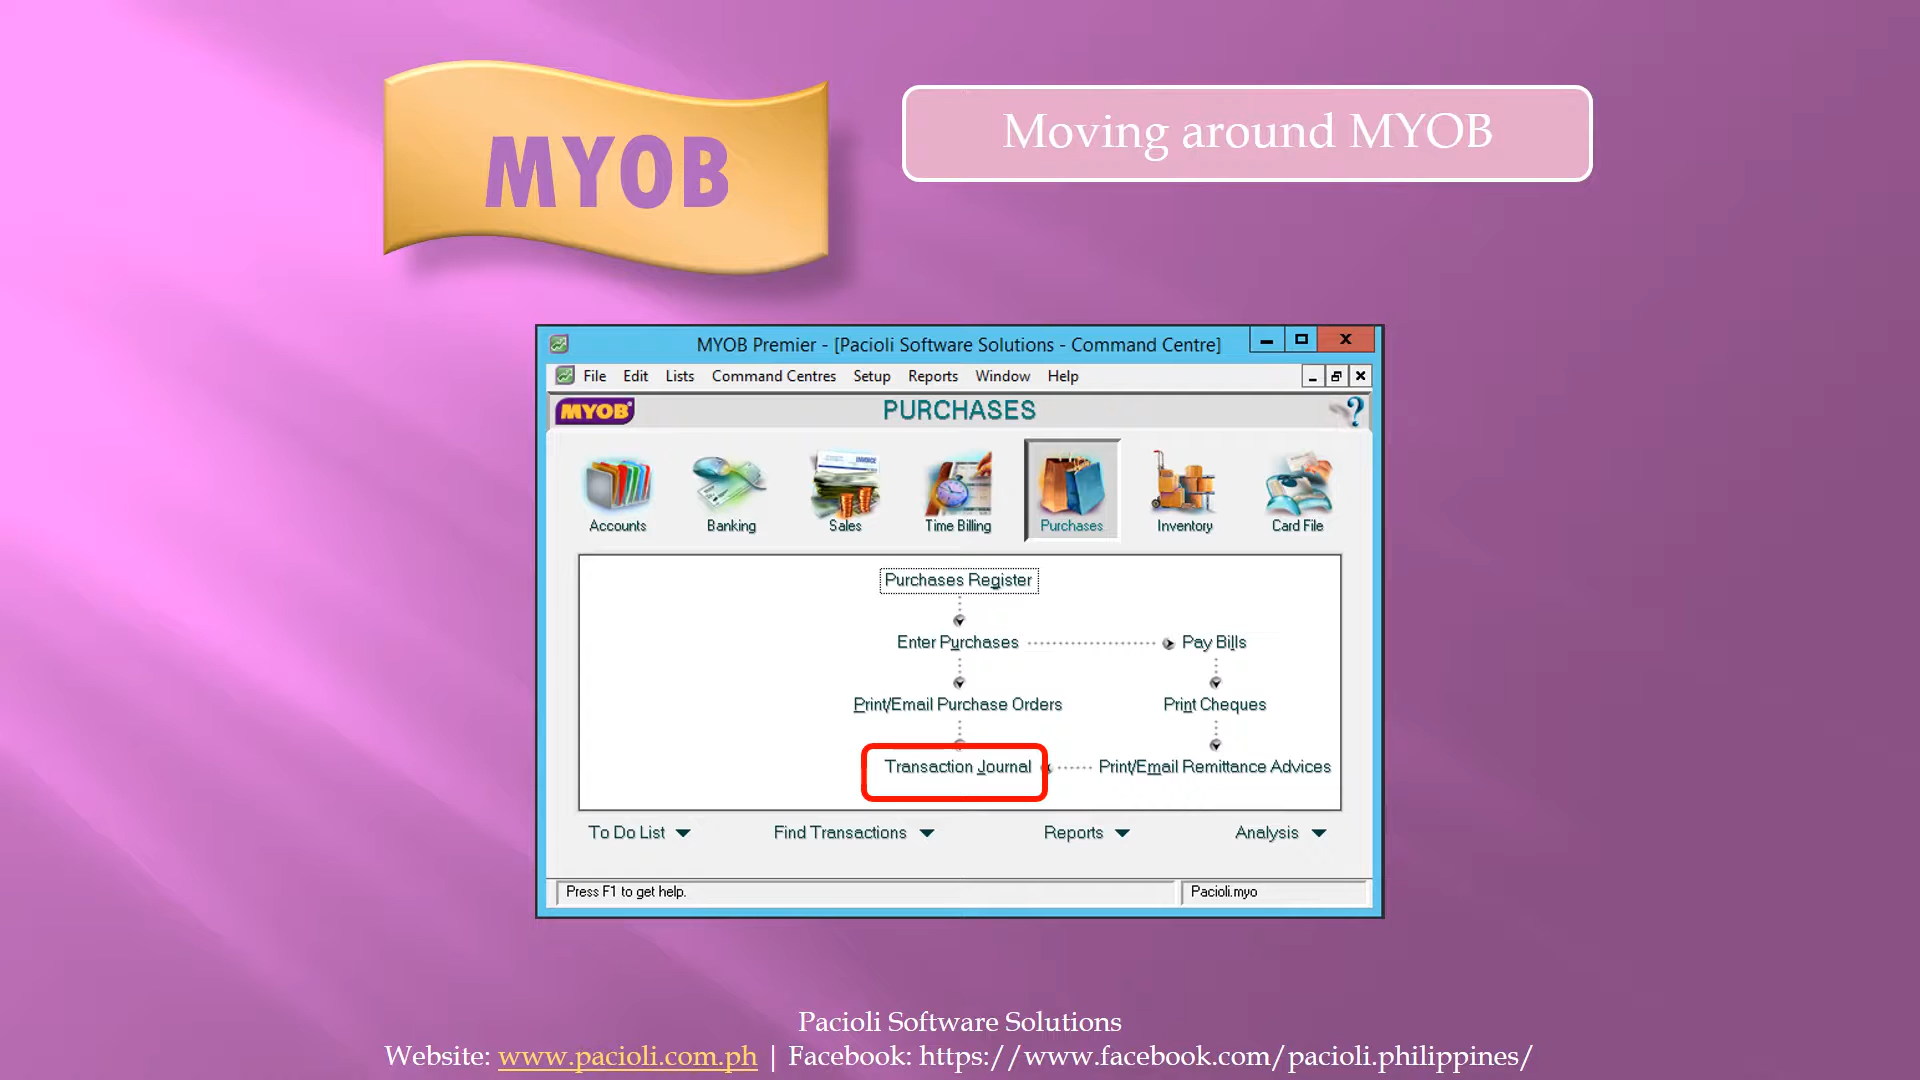 MYOB
Moving around MYOB
MYOB Premier - [Pacioli Software Solutions - Command Centre]
File Edit Lists Command Centres Setup Reports Window Help
MYOB
PURCHASES
INVOICE
Accounts Banking Sales Time Billing Purchases Inventory Card File
Purchases Register
Enter Purchases Pay Bills
Print/Email Purchase Orders Print Cheques
Transaction Journal Print/Email Remittance Advices
To Do List Find Transactions Reports Analysis
Press F1 to get help. Pacioli.myo
Pacioli Software Solutions
Website: www.pacioli.com.ph | Facebook: https://www.facebook.com/pacioli.philippines/